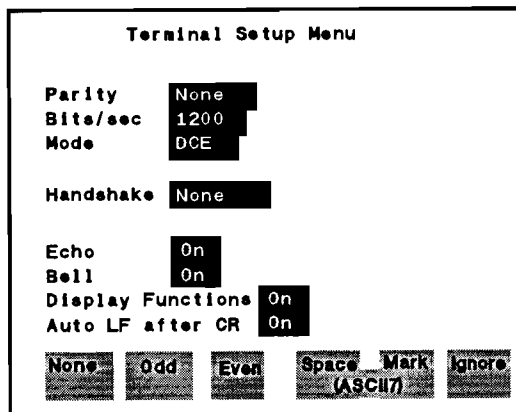 Terminal Setup Menu
Parity None
Bits/sec 1200
Mode DCE
Handshake None
Echo On
Bell On
Display Functions On
Auto LF after CR On
None Odd Even Space Mark Ignore
(ASCII7)